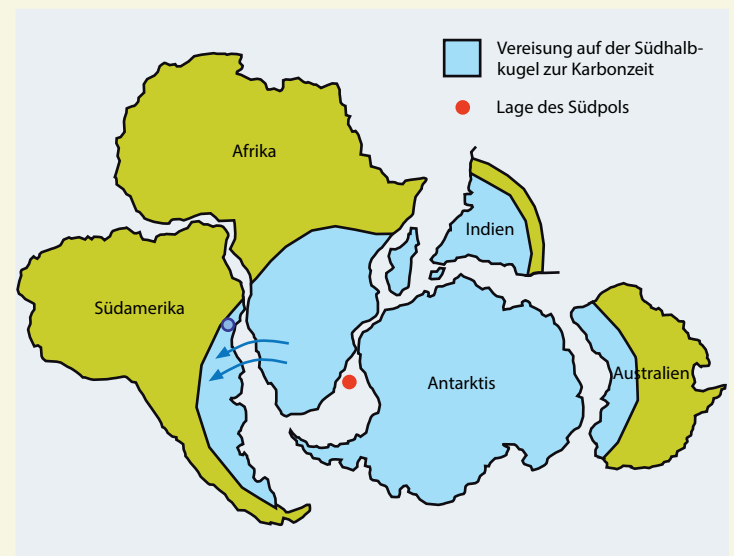 Vereisung auf der Südhalb-
kugel zur Karbonzeit
Lage des Südpols
Afrika
Indien
Südamerika
Antarktis
Australien